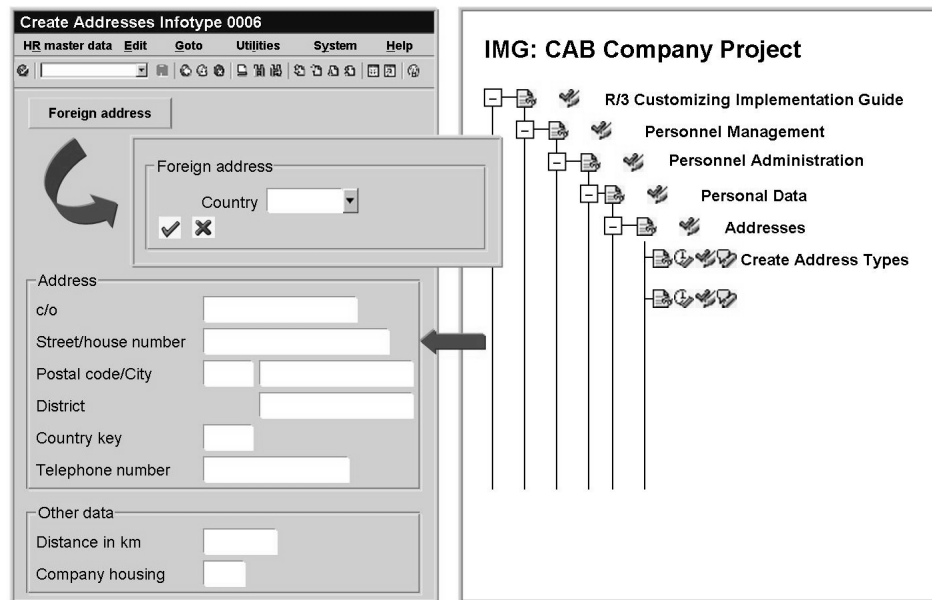 Create Addresses Infotype 0006
HR master data Edit Goto Utilities System Help
Foreign address
Foreign address
Country
Address
c/o
Street/house number
Postal code/City
District
Country key
Telephone number
Other data
Distance in km
Company housing
IMG: CAB Company Project
R/3 Customizing Implementation Guide
Personnel Management
Personnel Administration
Personal Data
Addresses
Create Address Types